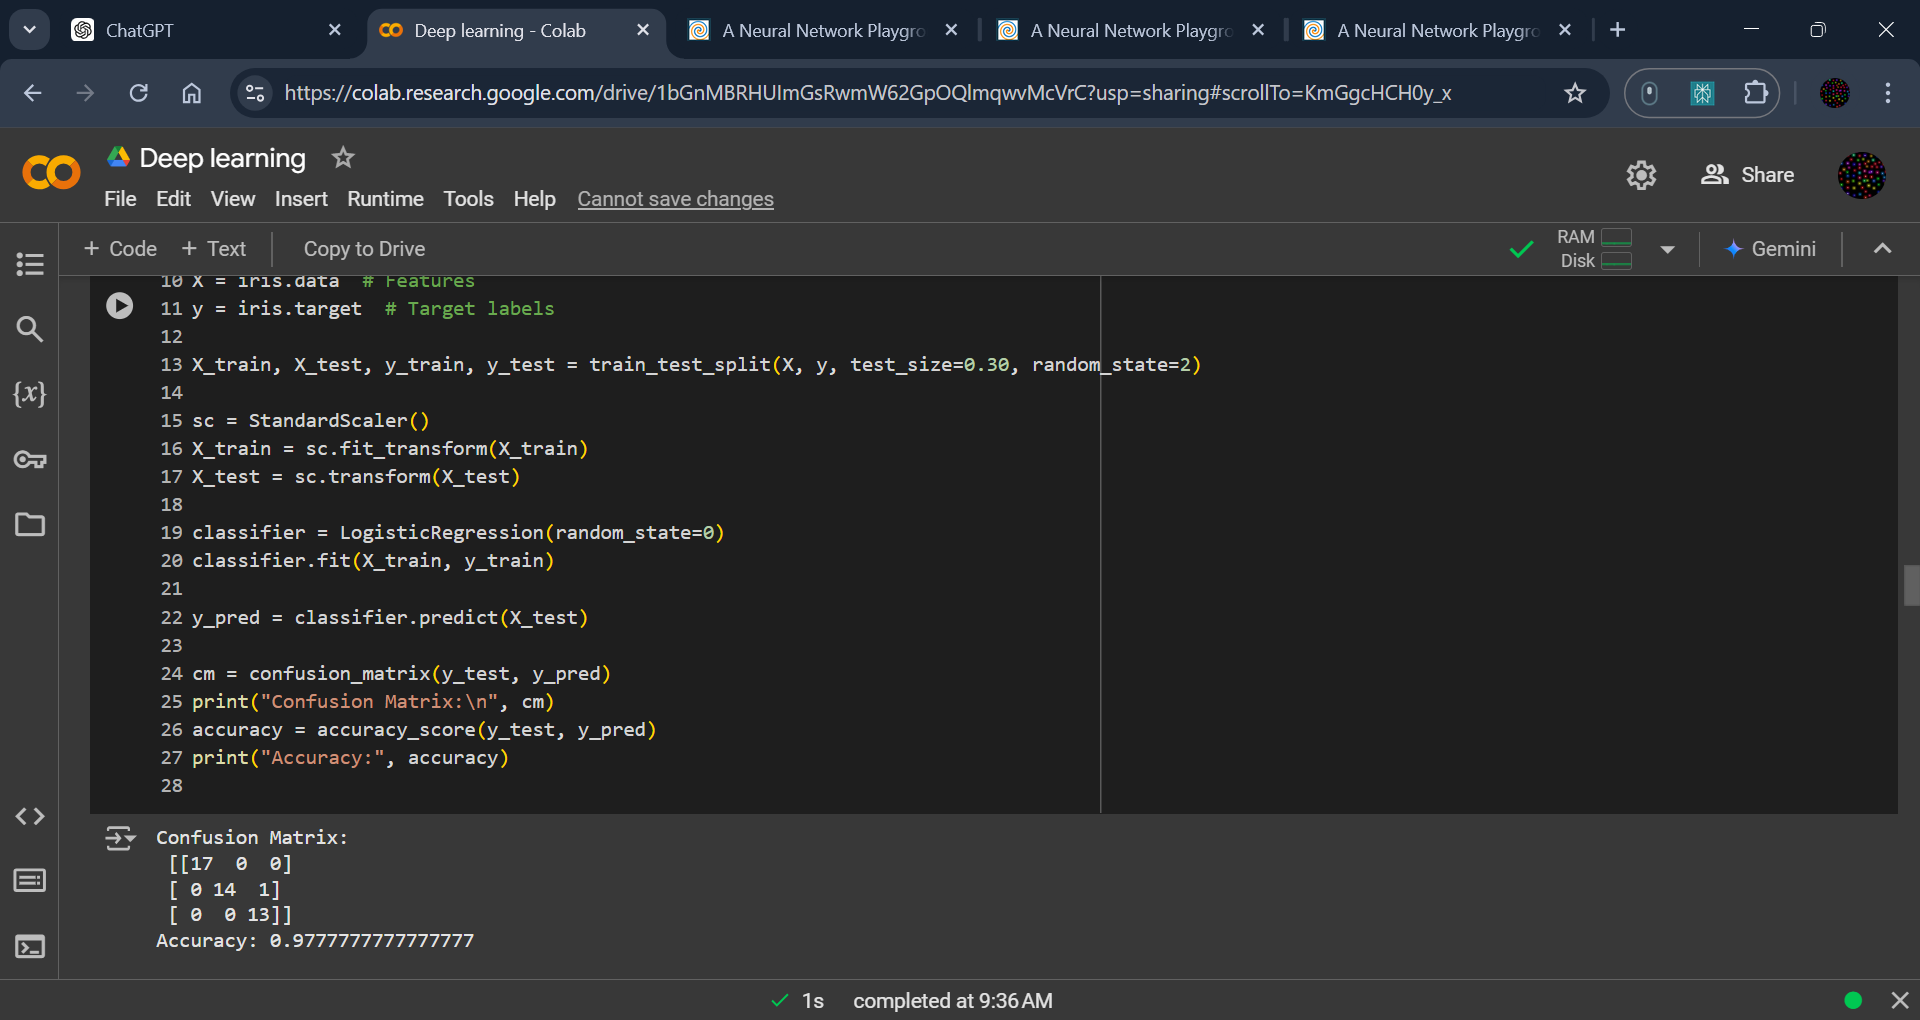 ChatGPT
Deep learning - Colab
A Neural Network Playgro
A Neural Network Playgro
A Neural Network Playgro
https://colab.research.google.com/drive/1bGnMBRHUImGsRwmW62GpOQlmqwvMcVrC?usp=sharing#scrollTo=KmGgcHCH0y_x
Deep learning
File Edit View Insert Runtime Tools Help Cannot save changes
Share
+ Code + Text Copy to Drive
RAM
Disk
Gemini
10 X = iris.data  # Features
11 y = iris.target  # Target labels
12
13 X_train, X_test, y_train, y_test = train_test_split(X, y, test_size=0.30, random_state=2)
14
15 sc = StandardScaler()
16 X_train = sc.fit_transform(X_train)
17 X_test = sc.transform(X_test)
18
19 classifier = LogisticRegression(random_state=0)
20 classifier.fit(X_train, y_train)
21
22 y_pred = classifier.predict(X_test)
23
24 cm = confusion_matrix(y_test, y_pred)
25 print("Confusion Matrix:\n", cm)
26 accuracy = accuracy_score(y_test, y_pred)
27 print("Accuracy:", accuracy)
28
{x}
Confusion Matrix:
[[17  0  0]
[ 0 14  1]
[ 0  0 13]]
Accuracy: 0.9777777777777777
1s completed at 9:36 AM